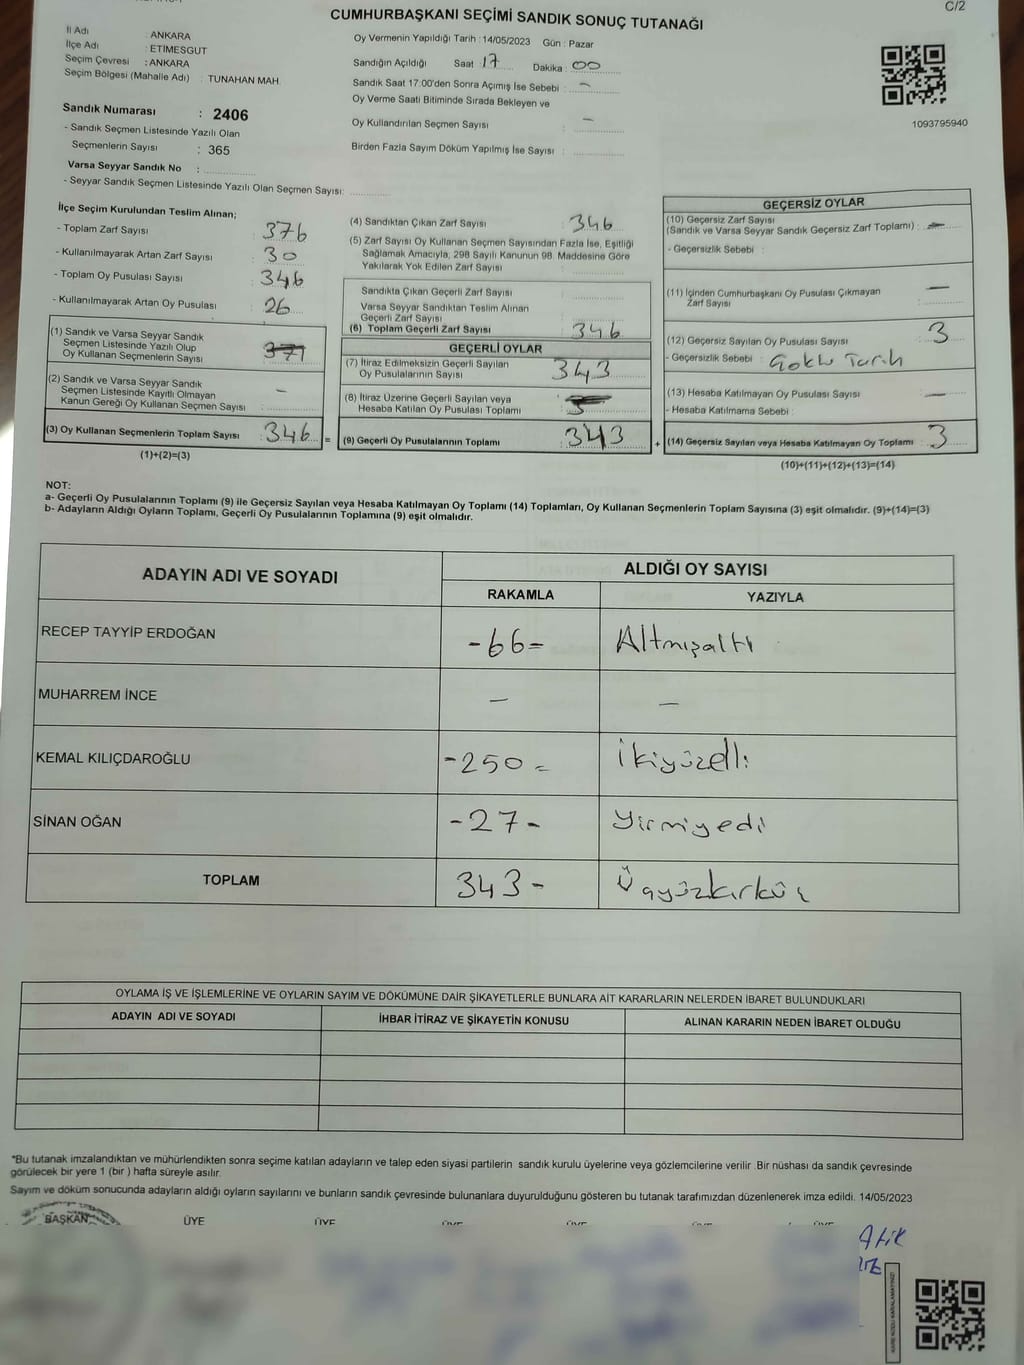 C/2
CUMHURBAŞKANI SEÇİMİ SANDIK SONUÇ TUTANAĞI
İl Adı : ANKARA
İlçe Adı : ETİMESGUT
Seçim Çevresi : ANKARA
Seçim Bölgesi (Mahalle Adı) : TUNAHAN MAH.
Sandık Numarası : 2406
- Sandık Seçmen Listesinde Yazılı Olan
Seçmenlerin Sayısı : 365
Varsa Seyyar Sandık No :
- Seyyar Sandık Seçmen Listesinde Yazılı Olan Seçmen Sayısı:
Oy Vermenin Yapıldığı Tarih : 14/05/2023 Gün : Pazar
Sandığın Açıldığı Saat : 17 Dakika : 00
Sandık Saat 17:00'den Sonra Açımış İse Sebebi : -
Oy Verme Saati Bitiminde Sırada Bekleyen ve
Oy Kullandırılan Seçmen Sayısı : -
Birden Fazla Sayım Döküm Yapılmış İse Sayısı :
1093795940
İlçe Seçim Kurulundan Teslim Alınan;
- Toplam Zarf Sayısı : 376
- Kullanılmayarak Artan Zarf Sayısı : 30
- Toplam Oy Pusulası Sayısı : 346
- Kullanılmayarak Artan Oy Pusulası : 26
(1) Sandık ve Varsa Seyyar Sandık
Seçmen Listesinde Yazılı Olup
Oy Kullanan Seçmenlerin Sayısı
(2) Sandık ve Varsa Seyyar Sandık
Seçmen Listesinde Kayıtlı Olmayan
Kanun Gereği Oy Kullanan Seçmen Sayısı : -
(3) Oy Kullanan Seçmenlerin Toplam Sayısı : 346 =
(1)+(2)=(3)
(4) Sandıktan Çıkan Zarf Sayısı : 346
(5) Zarf Sayısı Oy Kullanan Seçmen Sayısından Fazla İse, Eşitliği
Sağlamak Amacıyla, 298 Sayılı Kanunun 98. Maddesine Göre
Yakılarak Yok Edilen Zarf Sayısı :
Sandıkta Çıkan Geçerli Zarf Sayısı :
Varsa Seyyar Sandıktan Teslim Alınan
Geçerli Zarf Sayısı :
(6) Toplam Geçerli Zarf Sayısı : 346
GEÇERLİ OYLAR
(7) İtiraz Edilmeksizin Geçerli Sayılan
Oy Pusulalarının Sayısı : 343
(8) İtiraz Üzerine Geçerli Sayılan veya
Hesaba Katılan Oy Pusulası Toplamı :
(9) Geçerli Oy Pusulalarının Toplamı : 343 +
GEÇERSİZ OYLAR
(10) Geçersiz Zarf Sayısı
(Sandık ve Varsa Seyyar Sandık Geçersiz Zarf Toplamı) : -
- Geçersizlik Sebebi :
(11) İçinden Cumhurbaşkanı Oy Pusulası Çıkmayan
Zarf Sayısı : -
(12) Geçersiz Sayılan Oy Pusulası Sayısı : 3
- Geçersizlik Sebebi :
(13) Hesaba Katılmayan Oy Pusulası Sayısı : -
- Hesaba Katılmama Sebebi :
(14) Geçersiz Sayılan veya Hesaba Katılmayan Oy Toplamı : 3
(10)+(11)+(12)+(13)=(14)
NOT:
a- Geçerli Oy Pusulalarının Toplamı (9) ile Geçersiz Sayılan veya Hesaba Katılmayan Oy Toplamı (14) Toplamları, Oy Kullanan Seçmenlerin Toplam Sayısına (3) eşit olmalıdır. (9)+(14)=(3)
b- Adayların Aldığı Oyların Toplamı, Geçerli Oy Pusulalarının Toplamına (9) eşit olmalıdır.
ADAYIN ADI VE SOYADI ALDIĞI OY SAYISI
RAKAMLA YAZIYLA
RECEP TAYYİP ERDOĞAN -66= Altmışaltı
MUHARREM İNCE - -
KEMAL KILIÇDAROĞLU -250= İkiyüzelli
SİNAN OĞAN -27- Yirmiyedi
TOPLAM 343- Üçyüzkırküç
OYLAMA İŞ VE İŞLEMLERİNE VE OYLARIN SAYIM VE DÖKÜMÜNE DAİR ŞİKAYETLERLE BUNLARA AİT KARARLARIN NELERDEN İBARET BULUNDUKLARI
ADAYIN ADI VE SOYADI İHBAR İTİRAZ VE ŞİKAYETİN KONUSU ALINAN KARARIN NEDEN İBARET OLDUĞU
*Bu tutanak imzalandıktan ve mühürlendikten sonra seçime katılan adayların ve talep eden siyasi partilerin sandık kurulu üyelerine veya gözlemcilerine verilir .Bir nüshası da sandık çevresinde
görülecek bir yere 1 (bir ) hafta süreyle asılır.
Sayım ve döküm sonucunda adayların aldığı oyların sayılarını ve bunların sandık çevresinde bulunanlara duyurulduğunu gösteren bu tutanak tarafımızdan düzenlenerek imza edildi. 14/05/2023
BAŞKAN ÜYE ÜYE ÜYE ÜYE ÜYE ÜYE